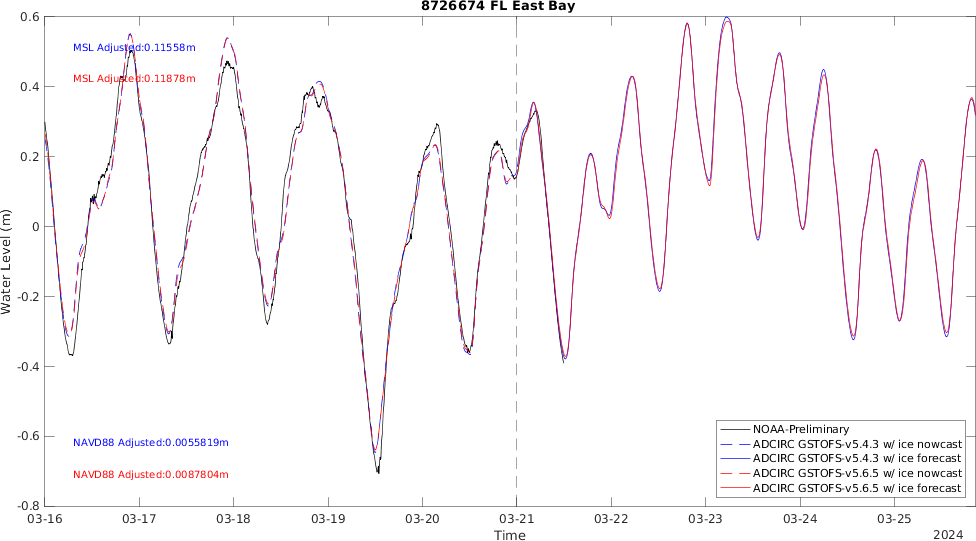 8726674 FL East Bay
0.6
0.4
0.2
0
-0.2
-0.4
-0.6
-0.8
Water Level (m)
MSL Adjusted:0.11558m
MSL Adjusted:0.11878m
NAVD88 Adjusted:0.0055819m
NAVD88 Adjusted:0.0087804m
NOAA-Preliminary
ADCIRC GSTOFS-v5.4.3 w/ ice nowcast
ADCIRC GSTOFS-v5.4.3 w/ ice forecast
ADCIRC GSTOFS-v5.6.5 w/ ice nowcast
ADCIRC GSTOFS-v5.6.5 w/ ice forecast
03-16 03-17 03-18 03-19 03-20 03-21 03-22 03-23 03-24 03-25
Time
2024